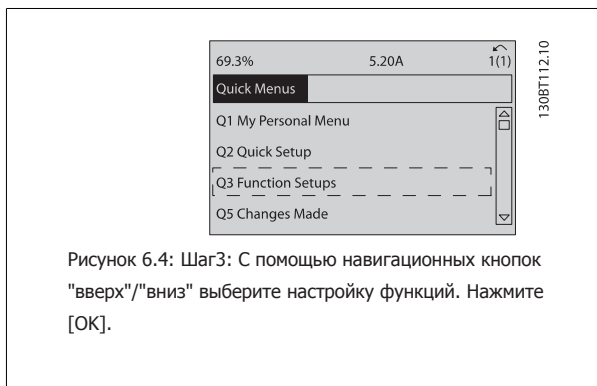 69.3% 5.20A 1(1)
Quick Menus
Q1 My Personal Menu
Q2 Quick Setup
Q3 Function Setups
Q5 Changes Made
130BT112.10
Рисунок 6.4: Шаг3: С помощью навигационных кнопок
"вверх"/"вниз" выберите настройку функций. Нажмите
[OK].